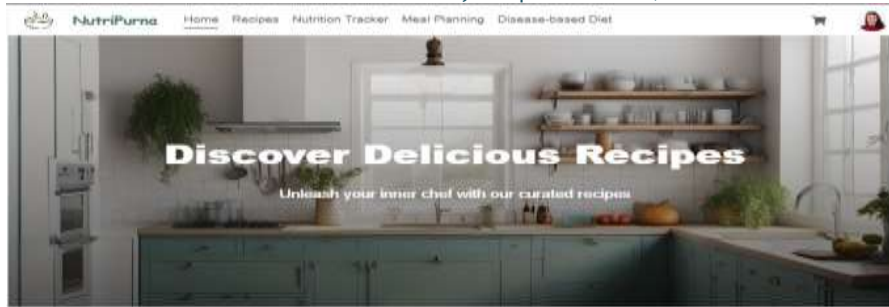 NutriPurna Home Recipes Nutrition Tracker Meal Planning Disease-based Diet
Discover Delicious Recipes
Unleash your inner chef with our curated recipes